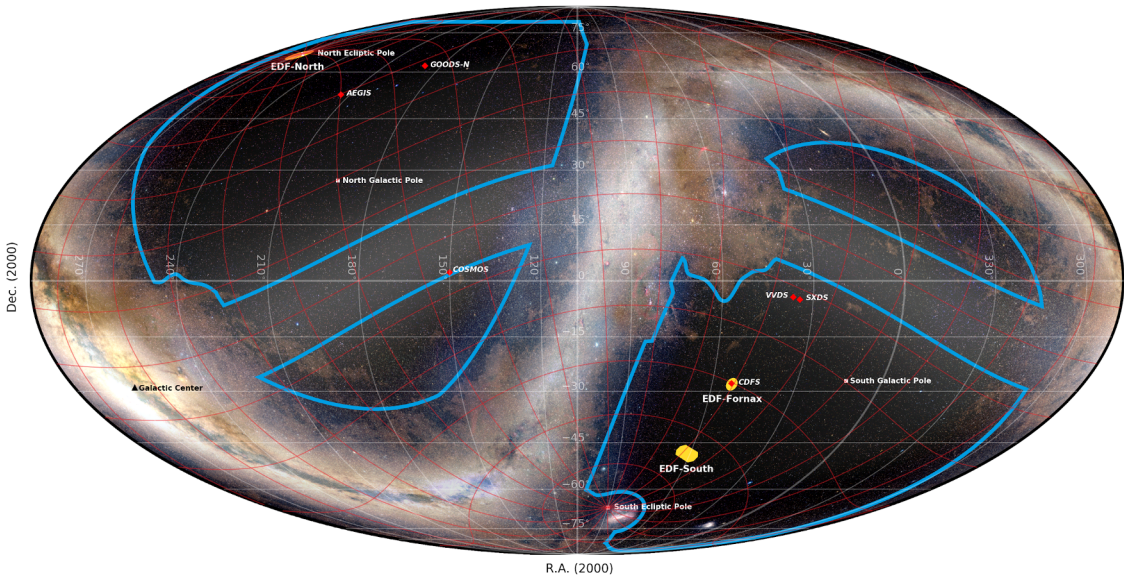 75°
North Ecliptic Pole
EDF-North
GOODS-N
60°
AEGIS
45°
30°
North Galactic Pole
15
270
240
210
180
150
COSMOS
120
90
60
30
0
330
300
0
Dec. (2000)
VVDS
SXDS
−15
Galactic Center
−30
CDFS
South Galactic Pole
EDF-Fornax
−45°
EDF-South
−60°
South Ecliptic Pole
−75°
R.A. (2000)